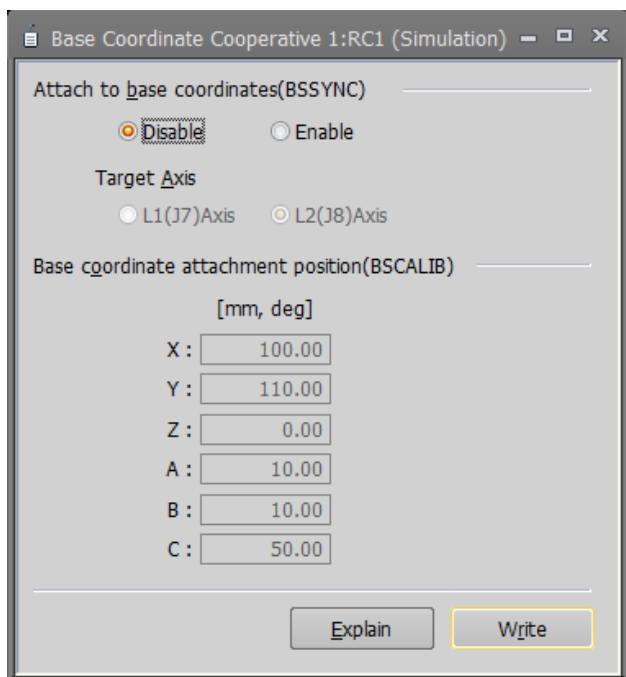 Base Coordinate Cooperative 1:RC1 (Simulation)
Attach to base coordinates(BSSYNC)
Disable Enable
Target Axis
L1(J7)Axis L2(J8)Axis
Base coordinate attachment position(BSCALIB)
[mm, deg]
X : 100.00
Y : 110.00
Z : 0.00
A : 10.00
B : 10.00
C : 50.00
Explain Write